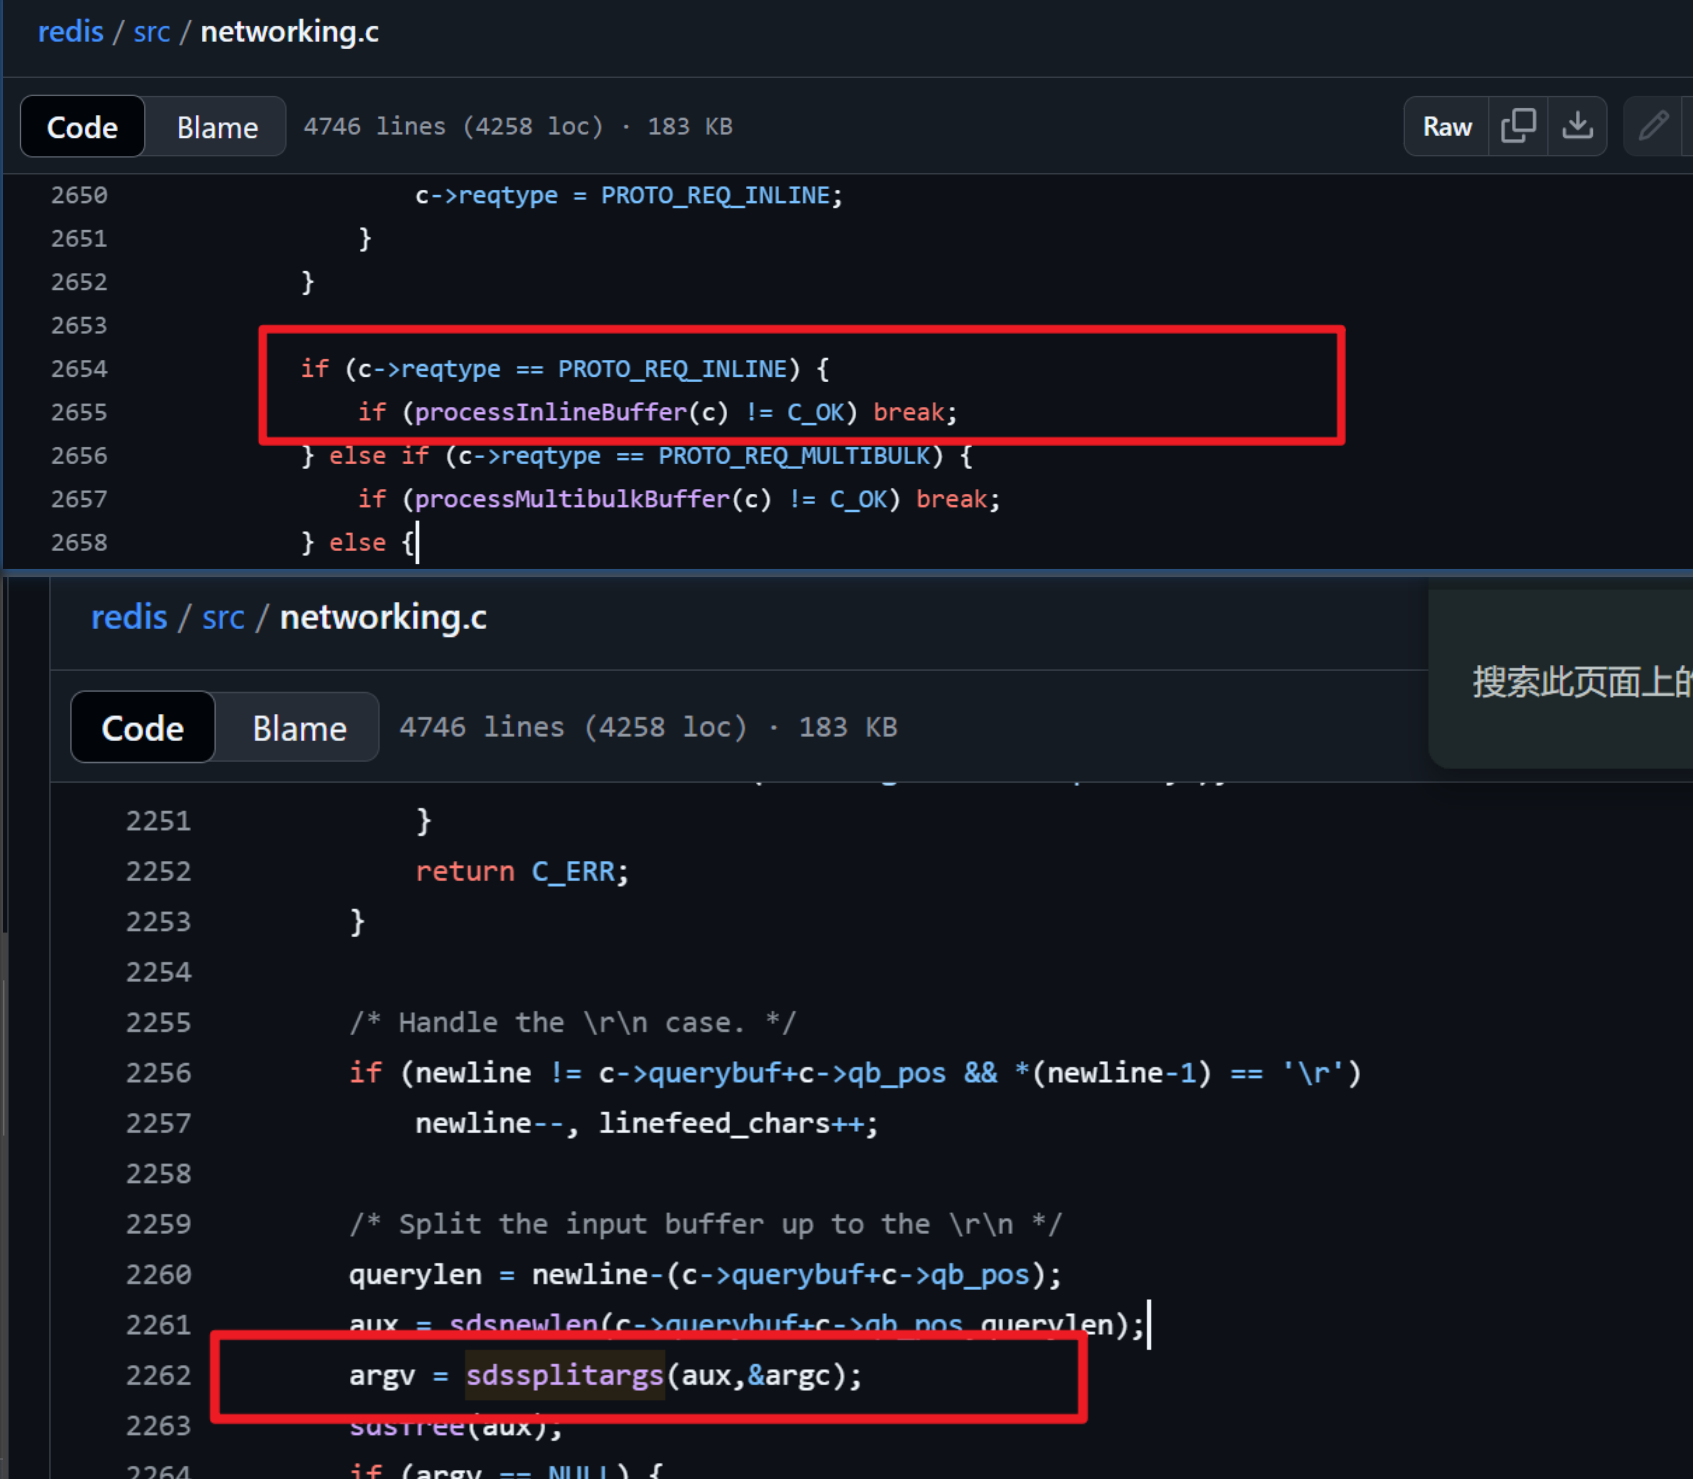 redis / src / networking.c
Code Blame 4746 lines (4258 loc) · 183 KB Raw
2650 c->reqtype = PROTO_REQ_INLINE;
2651 }
2652 }
2653
2654 if (c->reqtype == PROTO_REQ_INLINE) {
2655 if (processInlineBuffer(c) != C_OK) break;
2656 } else if (c->reqtype == PROTO_REQ_MULTIBULK) {
2657 if (processMultibulkBuffer(c) != C_OK) break;
2658 } else {
redis / src / networking.c
搜索此页面上的
Code Blame 4746 lines (4258 loc) · 183 KB
2251 }
2252 return C_ERR;
2253 }
2254
2255 /* Handle the \r\n case. */
2256 if (newline != c->querybuf+c->qb_pos && *(newline-1) == '\r')
2257 newline--, linefeed_chars++;
2258
2259 /* Split the input buffer up to the \r\n */
2260 querylen = newline-(c->querybuf+c->qb_pos);
2261 aux = sdsnewlen(c->querybuf+c->qb_pos,querylen);
2262 argv = sdssplitargs(aux,&argc);
2263 sdsfree(aux);
2264 if (argv == NULL) {